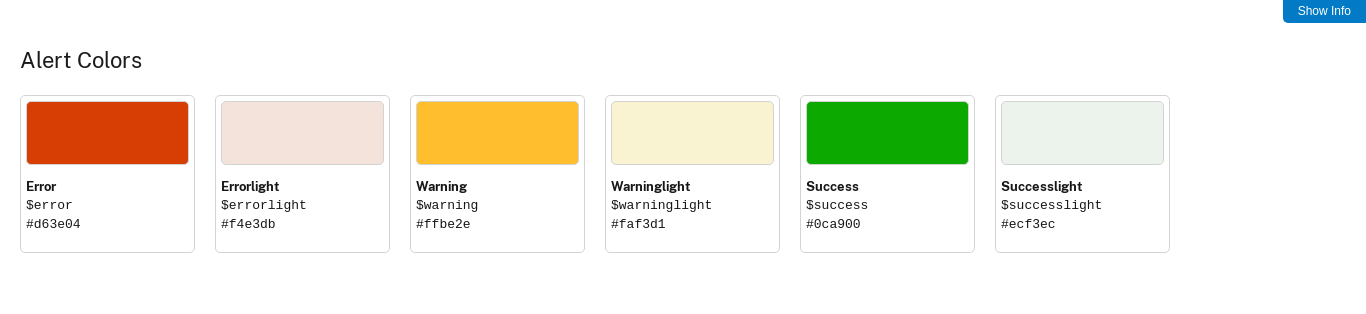 Show Info
Alert Colors
Error
$error
#d63e04
Errorlight
$errorlight
#f4e3db
Warning
$warning
#ffbe2e
Warninglight
$warninglight
#faf3d1
Success
$success
#0ca900
Successlight
$successlight
#ecf3ec